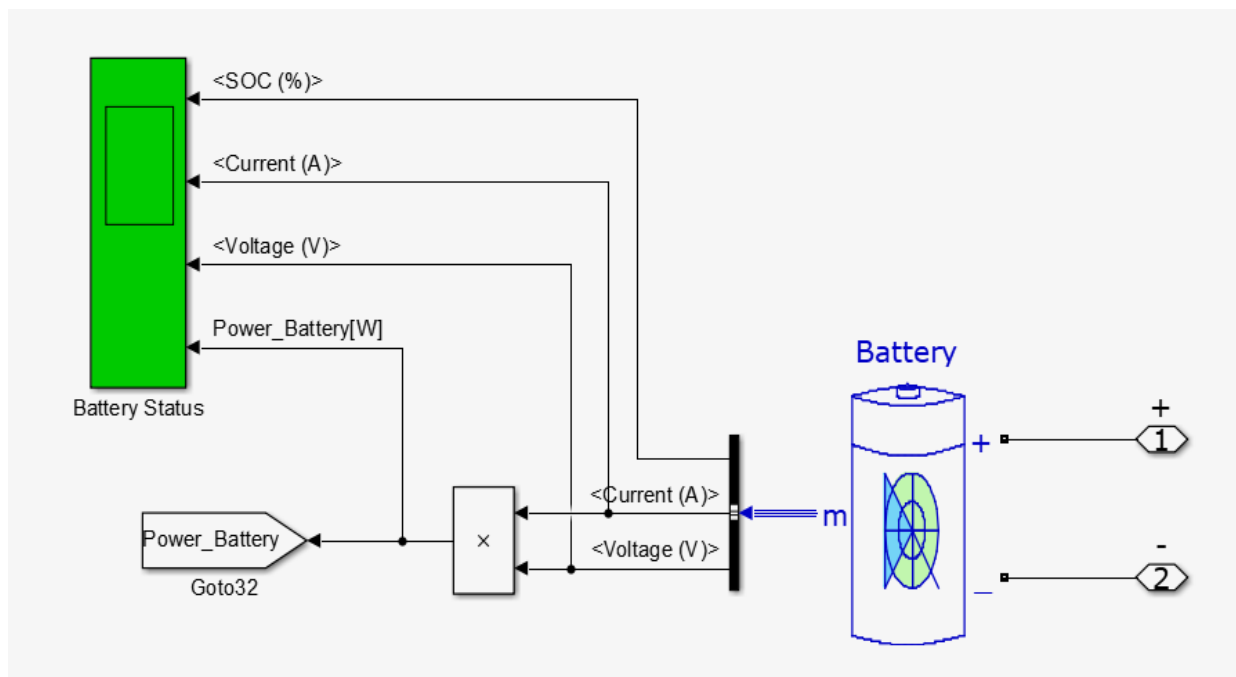 <SOC (%)>
<Current (A)>
<Voltage (V)>
Power_Battery[W]
Battery Status
Battery
+
+
1
<Current (A)>
m
Power_Battery
×
<Voltage (V)>
-
_
2
Goto32